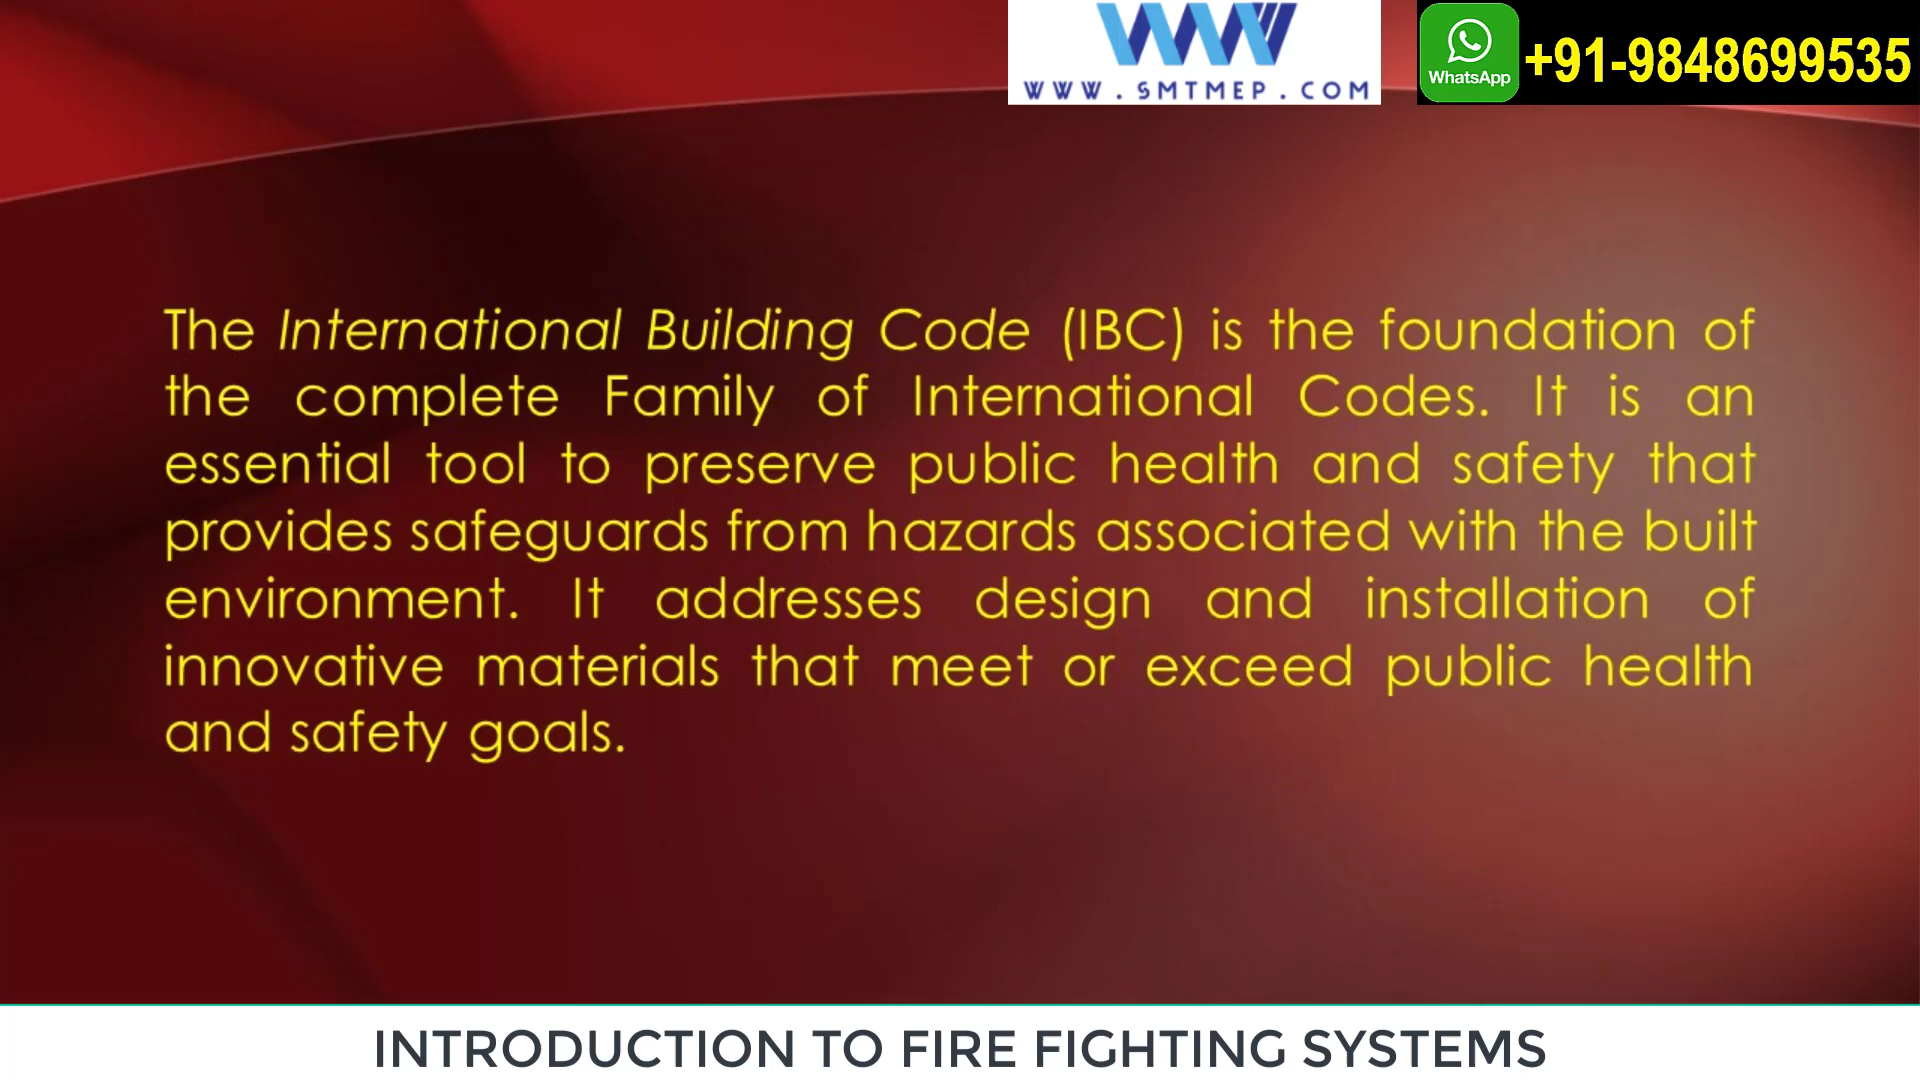 WWW.SMTMEP.COM
WhatsApp
+91-9848699535
The International Building Code (IBC) is the foundation of
the complete Family of International Codes. It is an
essential tool to preserve public health and safety that
provides safeguards from hazards associated with the built
environment. It addresses design and installation of
innovative materials that meet or exceed public health
and safety goals.
INTRODUCTION TO FIRE FIGHTING SYSTEMS